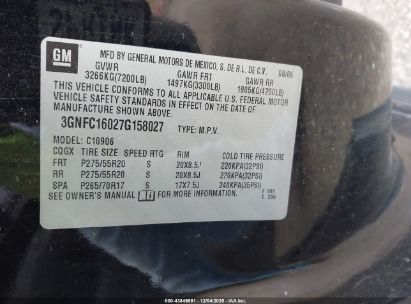 GM
MFD BY GENERAL MOTORS DE MEXICO, S. DE R.L. DE C.V. 08/06
GVWR GAWR FRT GAWR RR
3266KG(7200LB) 1497KG(3300LB) 1905KG(4200LB)
THIS VEHICLE CONFORMS TO ALL APPLICABLE U.S. FEDERAL MOTOR
VEHICLE SAFETY STANDARDS IN EFFECT ON THE DATE OF
MANUFACTURE SHOWN ABOVE.
3GNFC16027G158027 TYPE: M.P.V.
MODEL: C10906
CQGX TIRE SIZE SPEED RTG RIM COLD TIRE PRESSURE
FRT P275/55R20 S 20X8.5J 220KPA(32PSI)
RR P275/55R20 S 20X8.5J 220KPA(32PSI)
SPA P265/70R17 S 17X7.5J 240KPA(35PSI)
SEE OWNER'S MANUAL FOR MORE INFORMATION.